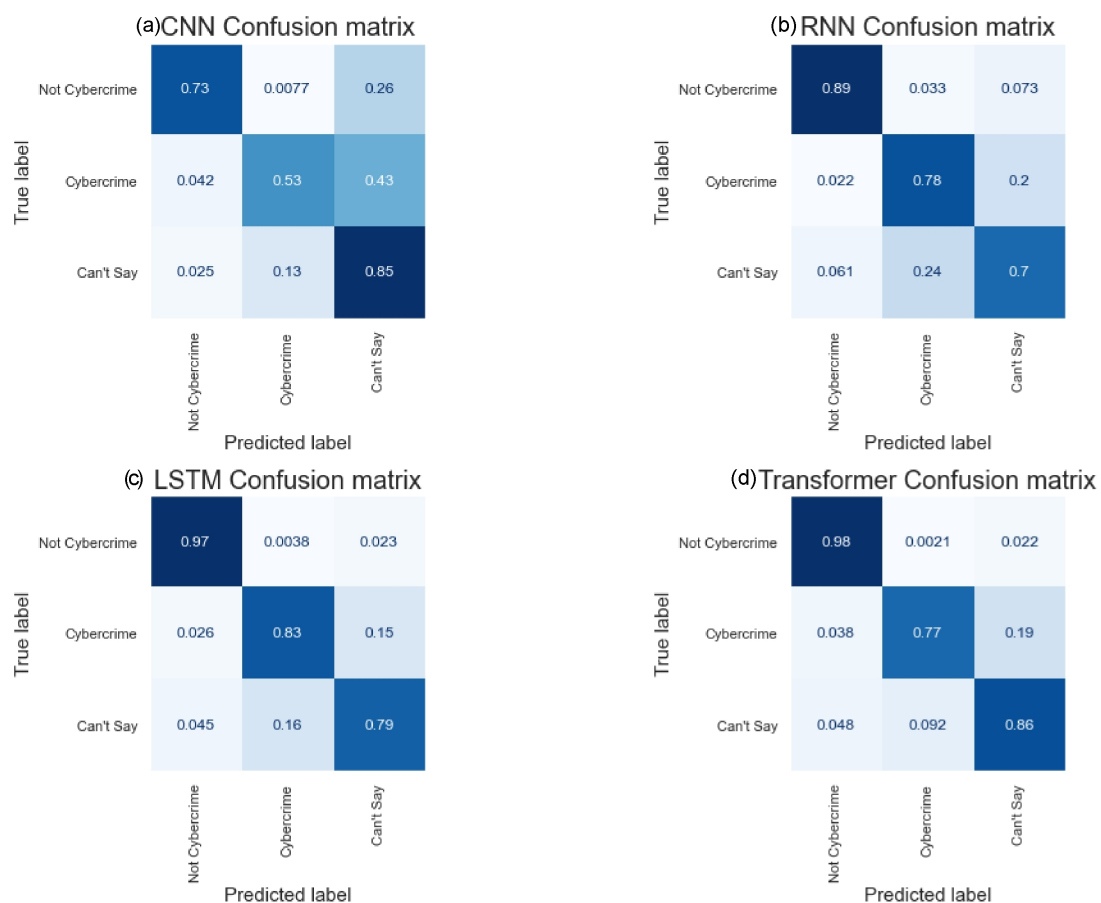 (a)CNN Confusion matrix
Not Cybercrime 0.73 0.0077 0.26
Cybercrime 0.042 0.53 0.43
Can't Say 0.025 0.13 0.85
True label
Not Cybercrime
Cybercrime
Can't Say
Predicted label
(b)RNN Confusion matrix
Not Cybercrime 0.89 0.033 0.073
Cybercrime 0.022 0.78 0.2
Can't Say 0.061 0.24 0.7
True label
Not Cybercrime
Cybercrime
Can't Say
Predicted label
(c) LSTM Confusion matrix
Not Cybercrime 0.97 0.0038 0.023
Cybercrime 0.026 0.83 0.15
Can't Say 0.045 0.16 0.79
True label
Not Cybercrime
Cybercrime
Can't Say
Predicted label
(d)Transformer Confusion matrix
Not Cybercrime 0.98 0.0021 0.022
Cybercrime 0.038 0.77 0.19
Can't Say 0.048 0.092 0.86
True label
Not Cybercrime
Cybercrime
Can't Say
Predicted label